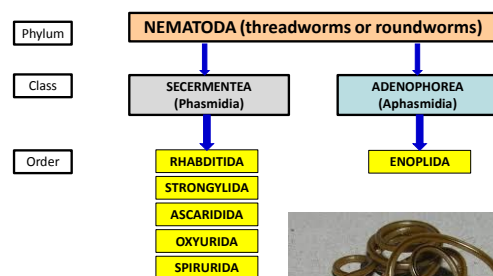 Phylum
NEMATODA (threadworms or roundworms)
Class
SECERMENTEA
(Phasmidia)
ADENOPHOREA
(Aphasmidia)
Order
RHABDITIDA
ENOPLIDA
STRONGYLIDA
ASCARIDIDA
OXYURIDA
SPIRURIDA